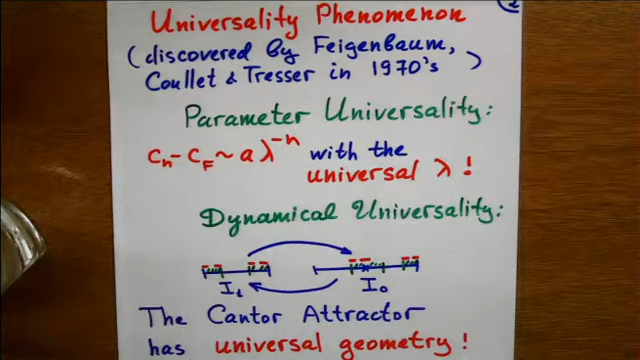 Universality Phenomenon
(discovered by Feigenbaum,
Coullet & Tresser in 1970's)
Parameter Universality:
Cn - CF ~ a λ^-n with the
universal λ!
Dynamical Universality:
I1 I0
The Cantor Attractor
has universal geometry!